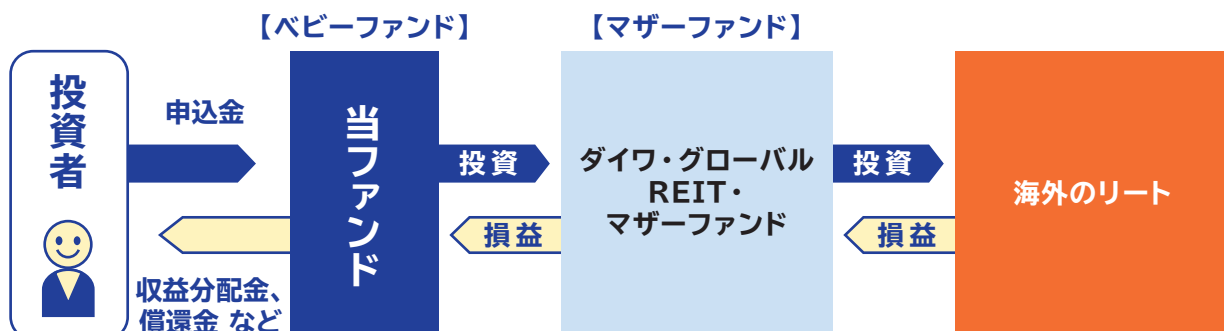 【ベビーファンド】
【マザーファンド】
投資者
申込金
当ファンド
投資
ダイワ・グローバル
REIT・
マザーファンド
投資
海外のリート
損益
損益
収益分配金、
償還金 など